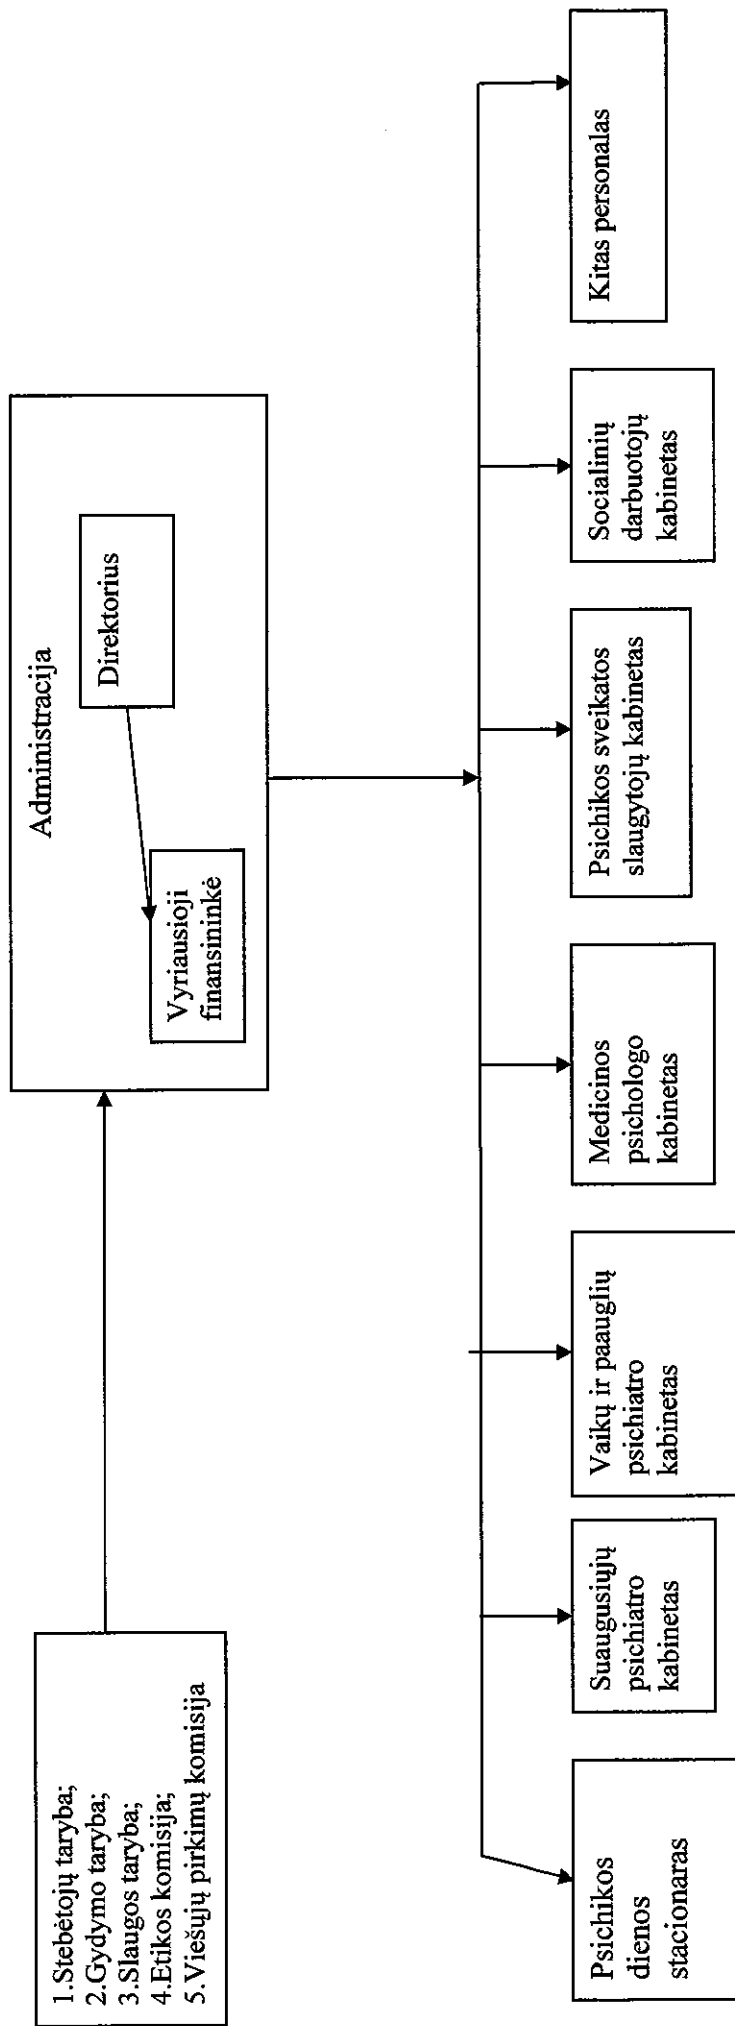 1.Stebėtojų taryba;
2.Gydymo taryba;
3.Slaugos taryba;
4.Etikos komisija;
5.Viešųjų pirkimų komisija
Administracija
Vyriausioji
finansininkė
Direktorius
Psichikos
dienos
stacionaras
Suaugusiųjų
psichiatro
kabinetas
Vaikų ir paauglių
psichiatro
kabinetas
Medicinos
psichologo
kabinetas
Psichikos sveikatos
slaugytojų kabinetas
Socialinių
darbuotojų
kabinetas
Kitas personalas